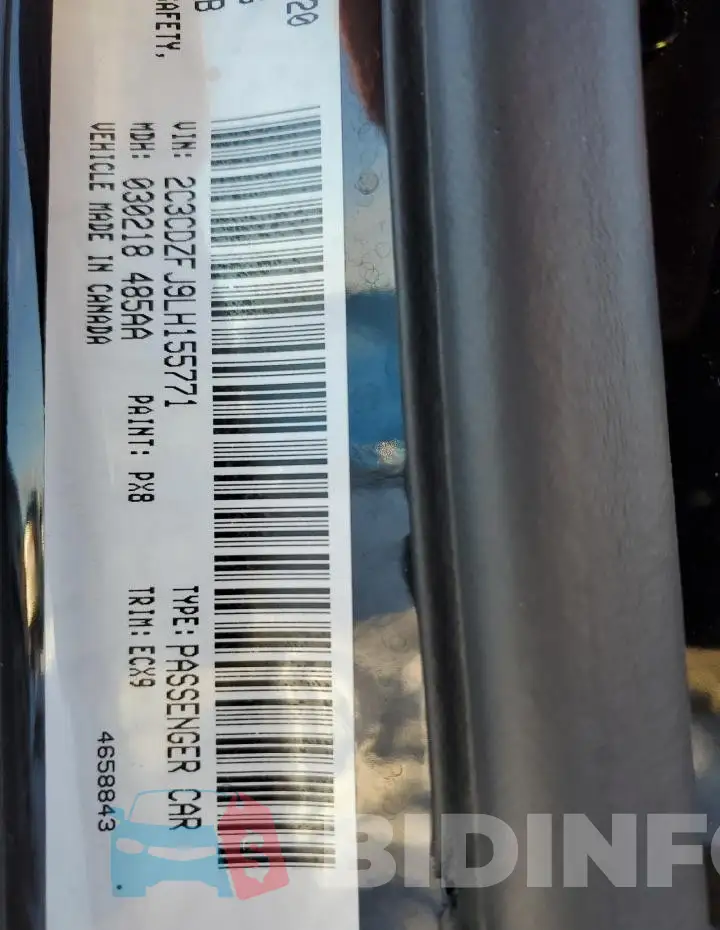 SAFETY,
VIN: 2C3CDZFJ9LH155771 TYPE: PASSENGER CAR
MDH: 030218 485AA PAINT: PX8 TRIM: ECX9
VEHICLE MADE IN CANADA 4658843
BIDINFO